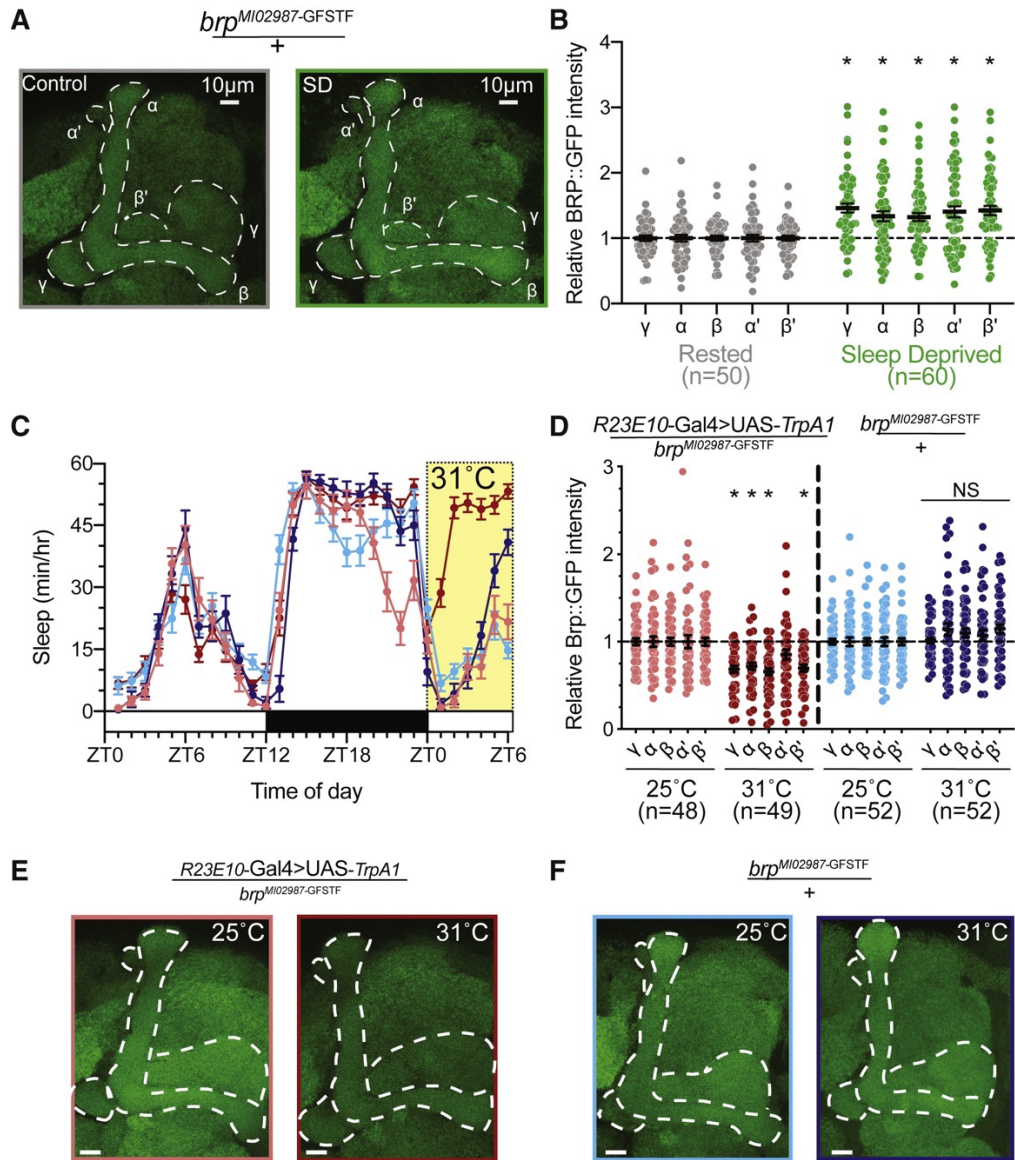 A
brp^MI02987-GFSTF
+
Control
10µm
α
α'
β'
γ
γ
β
SD
10µm
α
α'
β'
γ
γ
β
B
Relative BRP::GFP intensity
4
3
2
1
0
* * * * *
γ α β α' β' γ α β α' β'
Rested Sleep Deprived
(n=50) (n=60)
C
Sleep (min/hr)
60
45
30
15
0
31°C
ZT0 ZT6 ZT12 ZT18 ZT0 ZT6
Time of day
D
R23E10-Gal4>UAS-TrpA1 brp^MI02987-GFSTF
brp^MI02987-GFSTF +
Relative Brp::GFP intensity
3
2
1
0
* * * *
NS
γ α β α' β' γ α β α' β' γ α β α' β' γ α β α' β'
25°C 31°C 25°C 31°C
(n=48) (n=49) (n=52) (n=52)
E
R23E10-Gal4>UAS-TrpA1
brp^MI02987-GFSTF
25°C 31°C
F
brp^MI02987-GFSTF
+
25°C 31°C